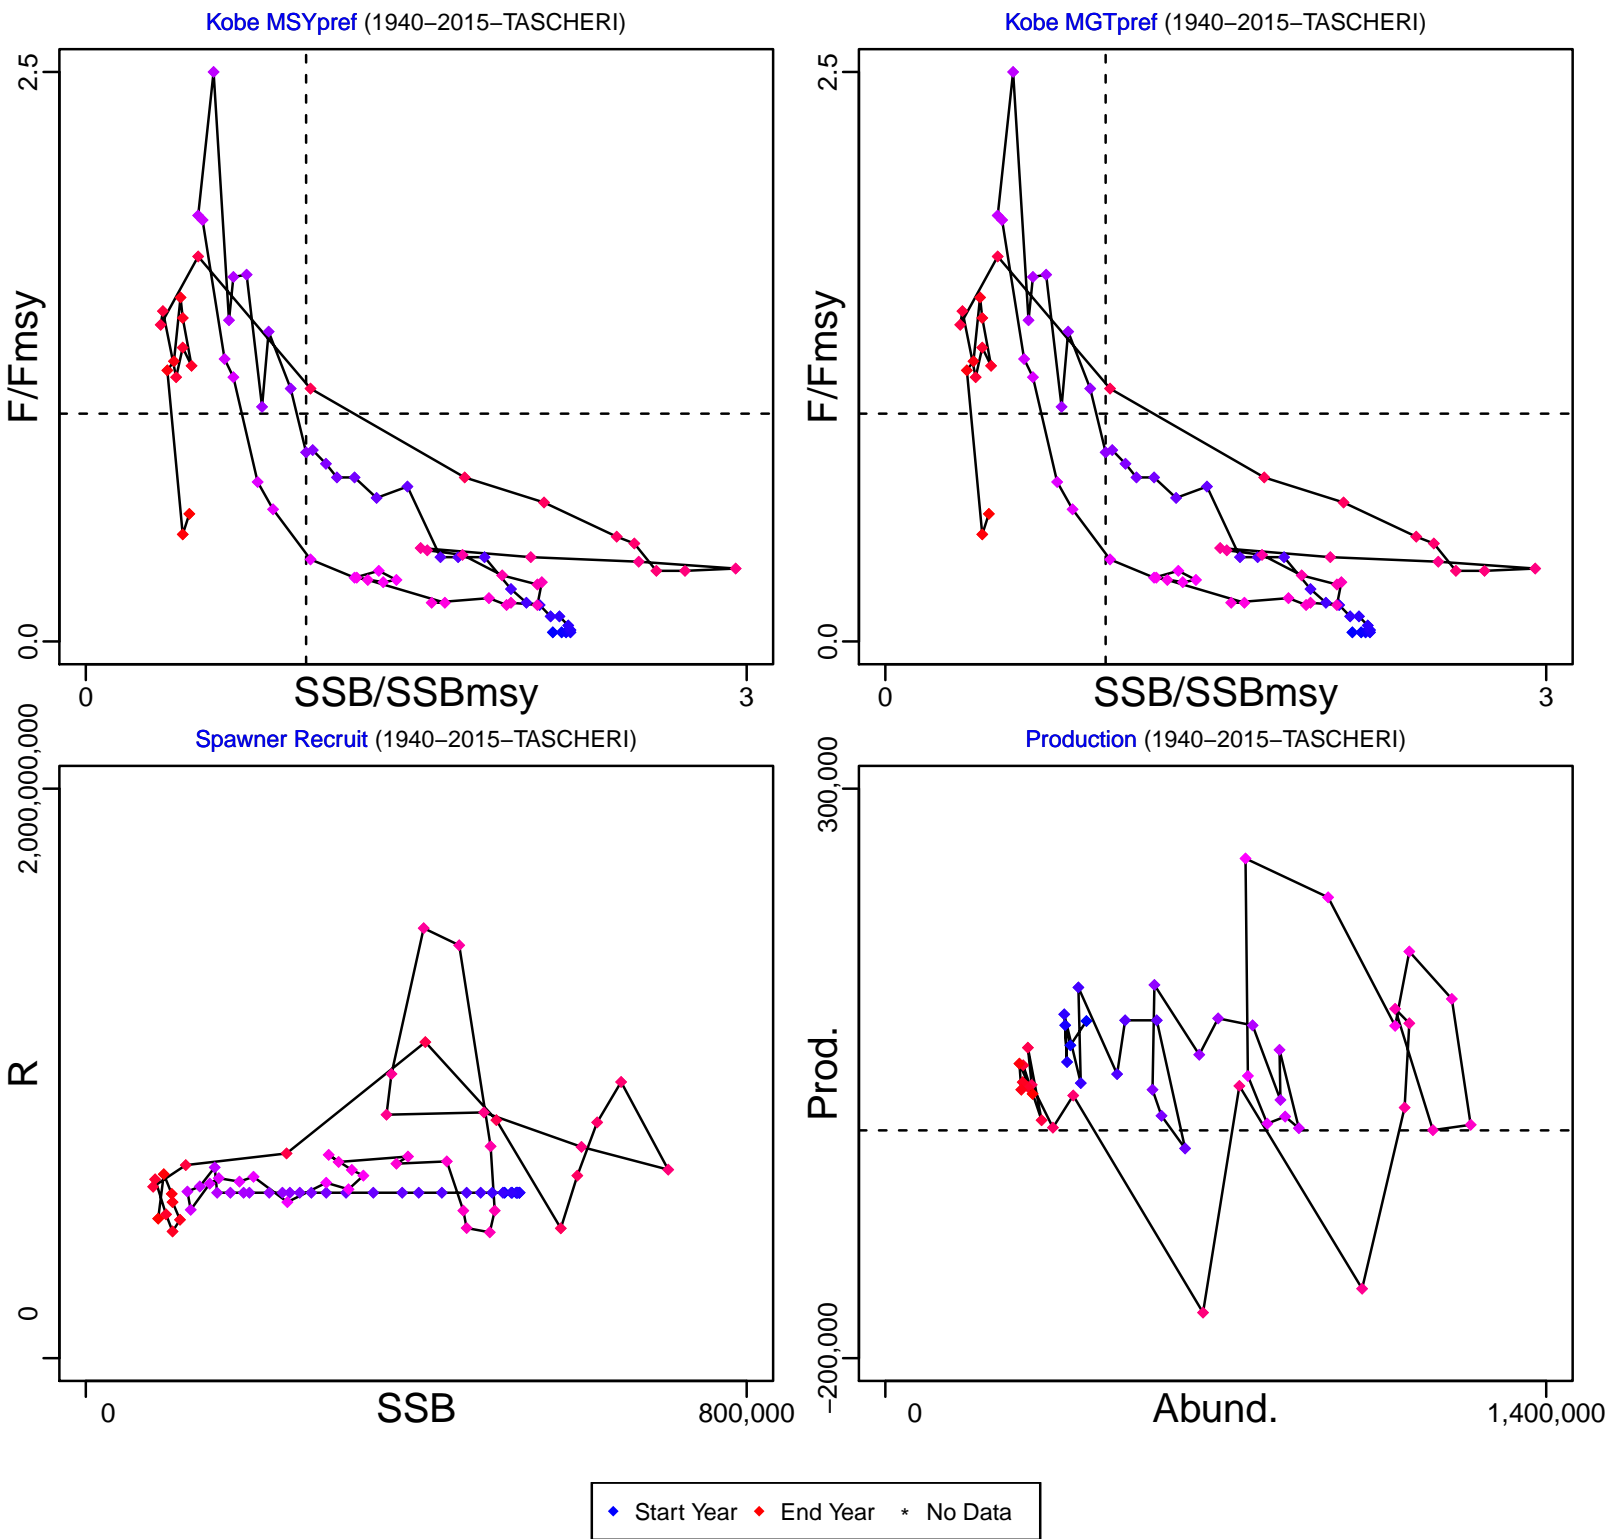 Kobe MSYpref (1940−2015−TASCHERI)
2.5
0.0
F/Fmsy
0
3
SSB/SSBmsy
Kobe MGTpref (1940−2015−TASCHERI)
2.5
0.0
F/Fmsy
0
3
SSB/SSBmsy
Spawner Recruit (1940−2015−TASCHERI)
2,000,000,000
0
R
0
800,000
SSB
Production (1940−2015−TASCHERI)
300,000
−200,000
Prod.
0
1,400,000
Abund.
Start Year End Year * No Data